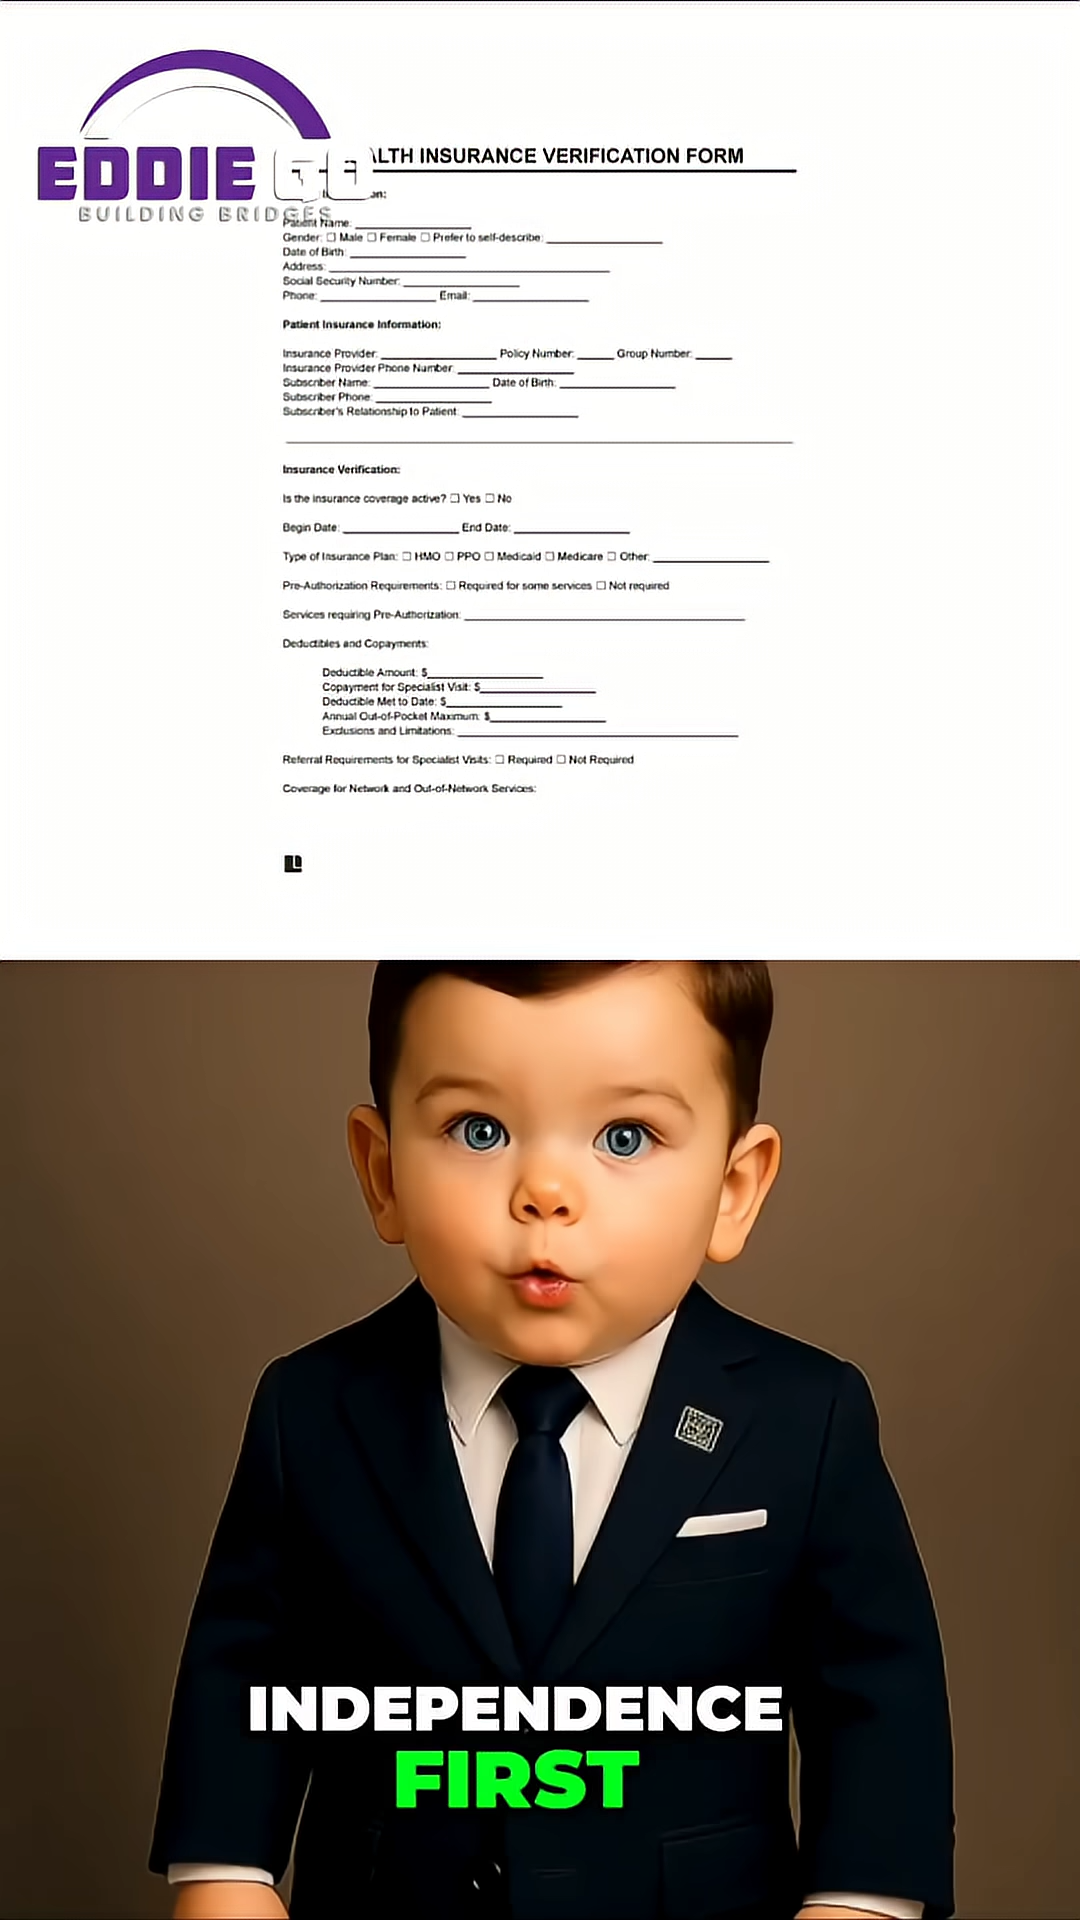 EDDIE GO
BUILDING BRIDGES
ALTH INSURANCE VERIFICATION FORM
on:
Patient Name:
Gender: ☐ Male ☐ Female ☐ Prefer to self-describe:
Date of Birth:
Address:
Social Security Number:
Phone: Email:
Patient Insurance Information:
Insurance Provider: Policy Number: Group Number:
Insurance Provider Phone Number:
Subscriber Name: Date of Birth:
Subscriber Phone:
Subscriber's Relationship to Patient:
Insurance Verification:
Is the insurance coverage active? ☐ Yes ☐ No
Begin Date: End Date:
Type of Insurance Plan: ☐ HMO ☐ PPO ☐ Medicaid ☐ Medicare ☐ Other:
Pre-Authorization Requirements: ☐ Required for some services ☐ Not required
Services requiring Pre-Authorization:
Deductibles and Copayments:
Deductible Amount: $
Copayment for Specialist Visit: $
Deductible Met to Date: $
Annual Out-of-Pocket Maximum: $
Exclusions and Limitations:
Referral Requirements for Specialist Visits: ☐ Required ☐ Not Required
Coverage for Network and Out-of-Network Services:
INDEPENDENCE
FIRST